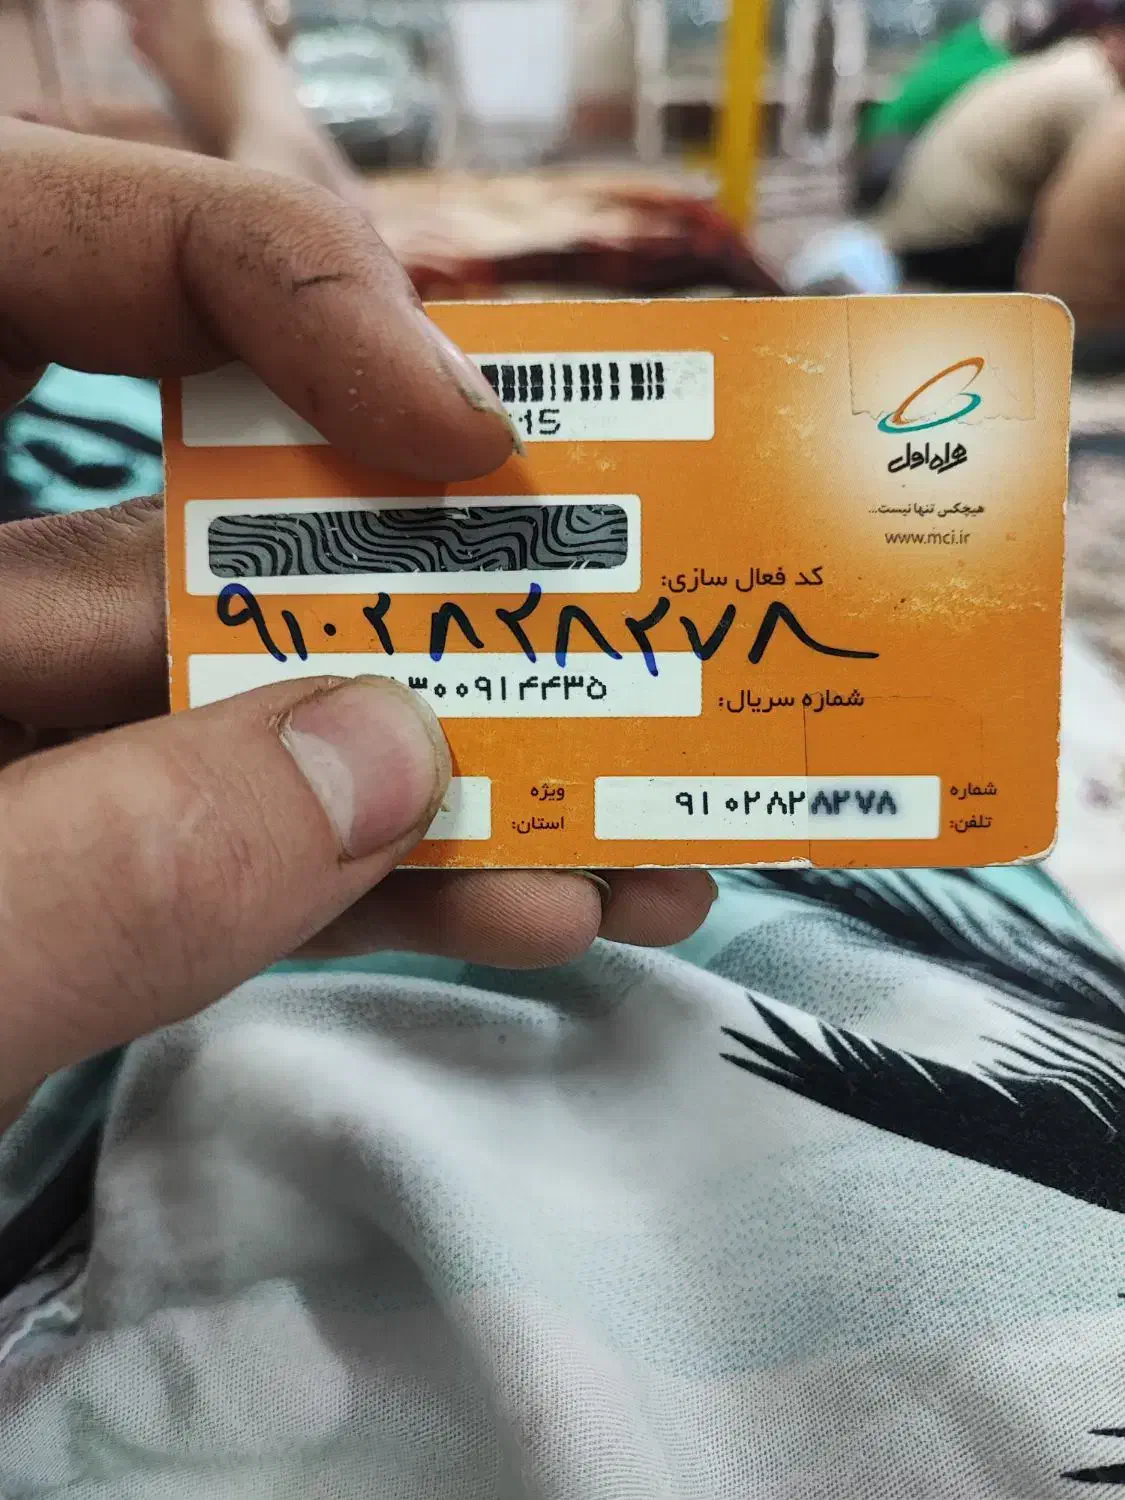 15
همراه اول
هیچکس تنها نیست...
www.mci.ir
کد فعال سازی:
۹۱۰۲۸۲۸۲۷۸
شماره سریال:
۳۰۰۹۱۴۴۳۵
شماره تلفن:
۹۱۰۲۸۲۸۲۷۸
ویژه استان: